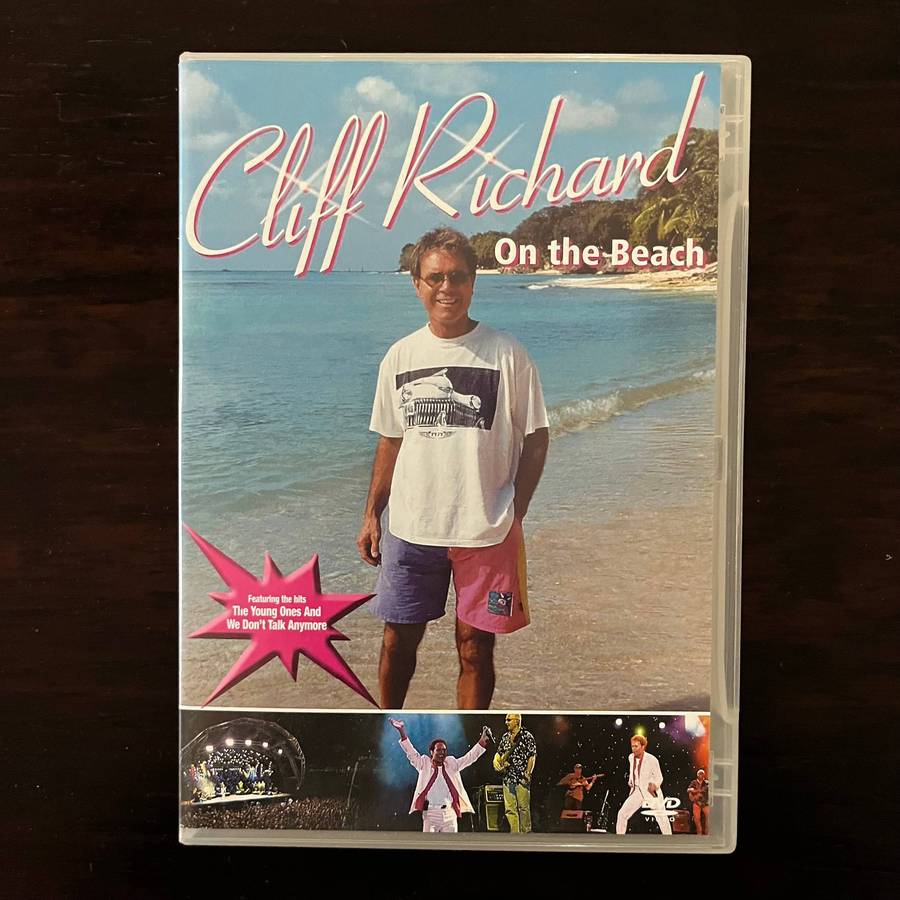 Cliff Richard
On the Beach
Featuring the hits
The Young Ones And
We Don't Talk Anymore
DVD
VIDEO